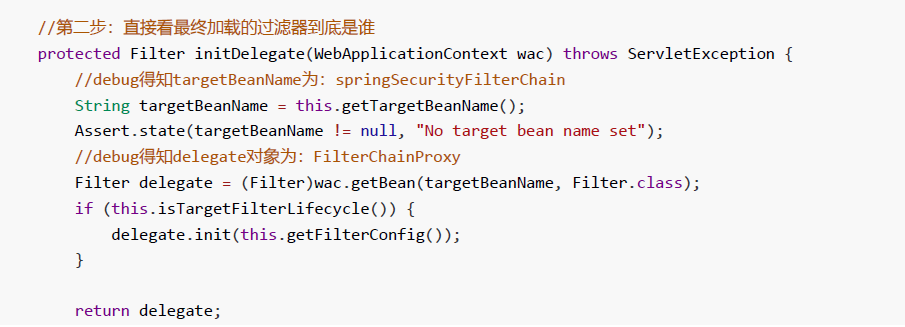 //第二步：直接看最终加载的过滤器到底是谁
protected Filter initDelegate(WebApplicationContext wac) throws ServletException {
    //debug得知targetBeanName为：springSecurityFilterChain
    String targetBeanName = this.getTargetBeanName();
    Assert.state(targetBeanName != null, "No target bean name set");
    //debug得知delegate对象为：FilterChainProxy
    Filter delegate = (Filter)wac.getBean(targetBeanName, Filter.class);
    if (this.isTargetFilterLifecycle()) {
        delegate.init(this.getFilterConfig());
    }
    return delegate;